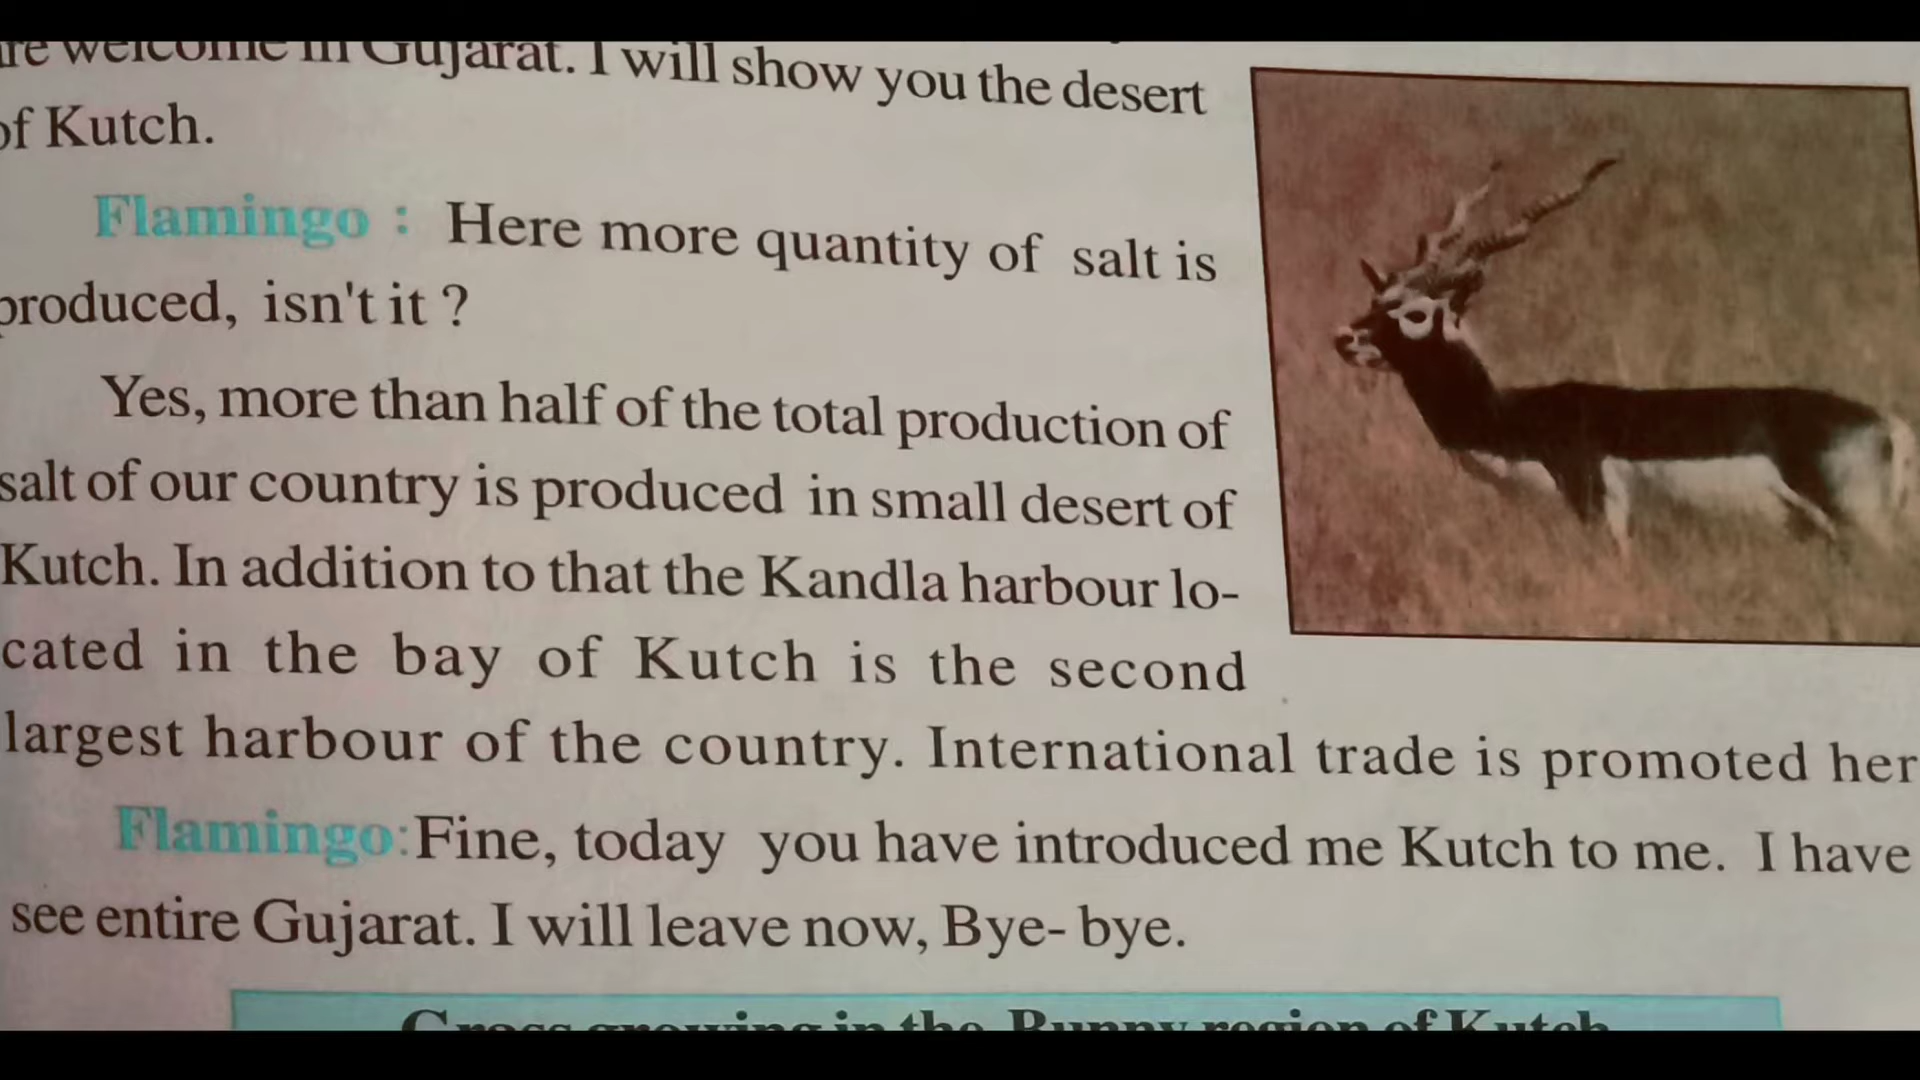 are welcome in Gujarat. I will show you the desert
of Kutch.
Flamingo : Here more quantity of salt is
produced, isn't it ?
Yes, more than half of the total production of
salt of our country is produced in small desert of
Kutch. In addition to that the Kandla harbour lo-
cated in the bay of Kutch is the second
largest harbour of the country. International trade is promoted her
Flamingo: Fine, today you have introduced me Kutch to me. I have
see entire Gujarat. I will leave now, Bye- bye.
Grass growing in the Bunny region of Kutch